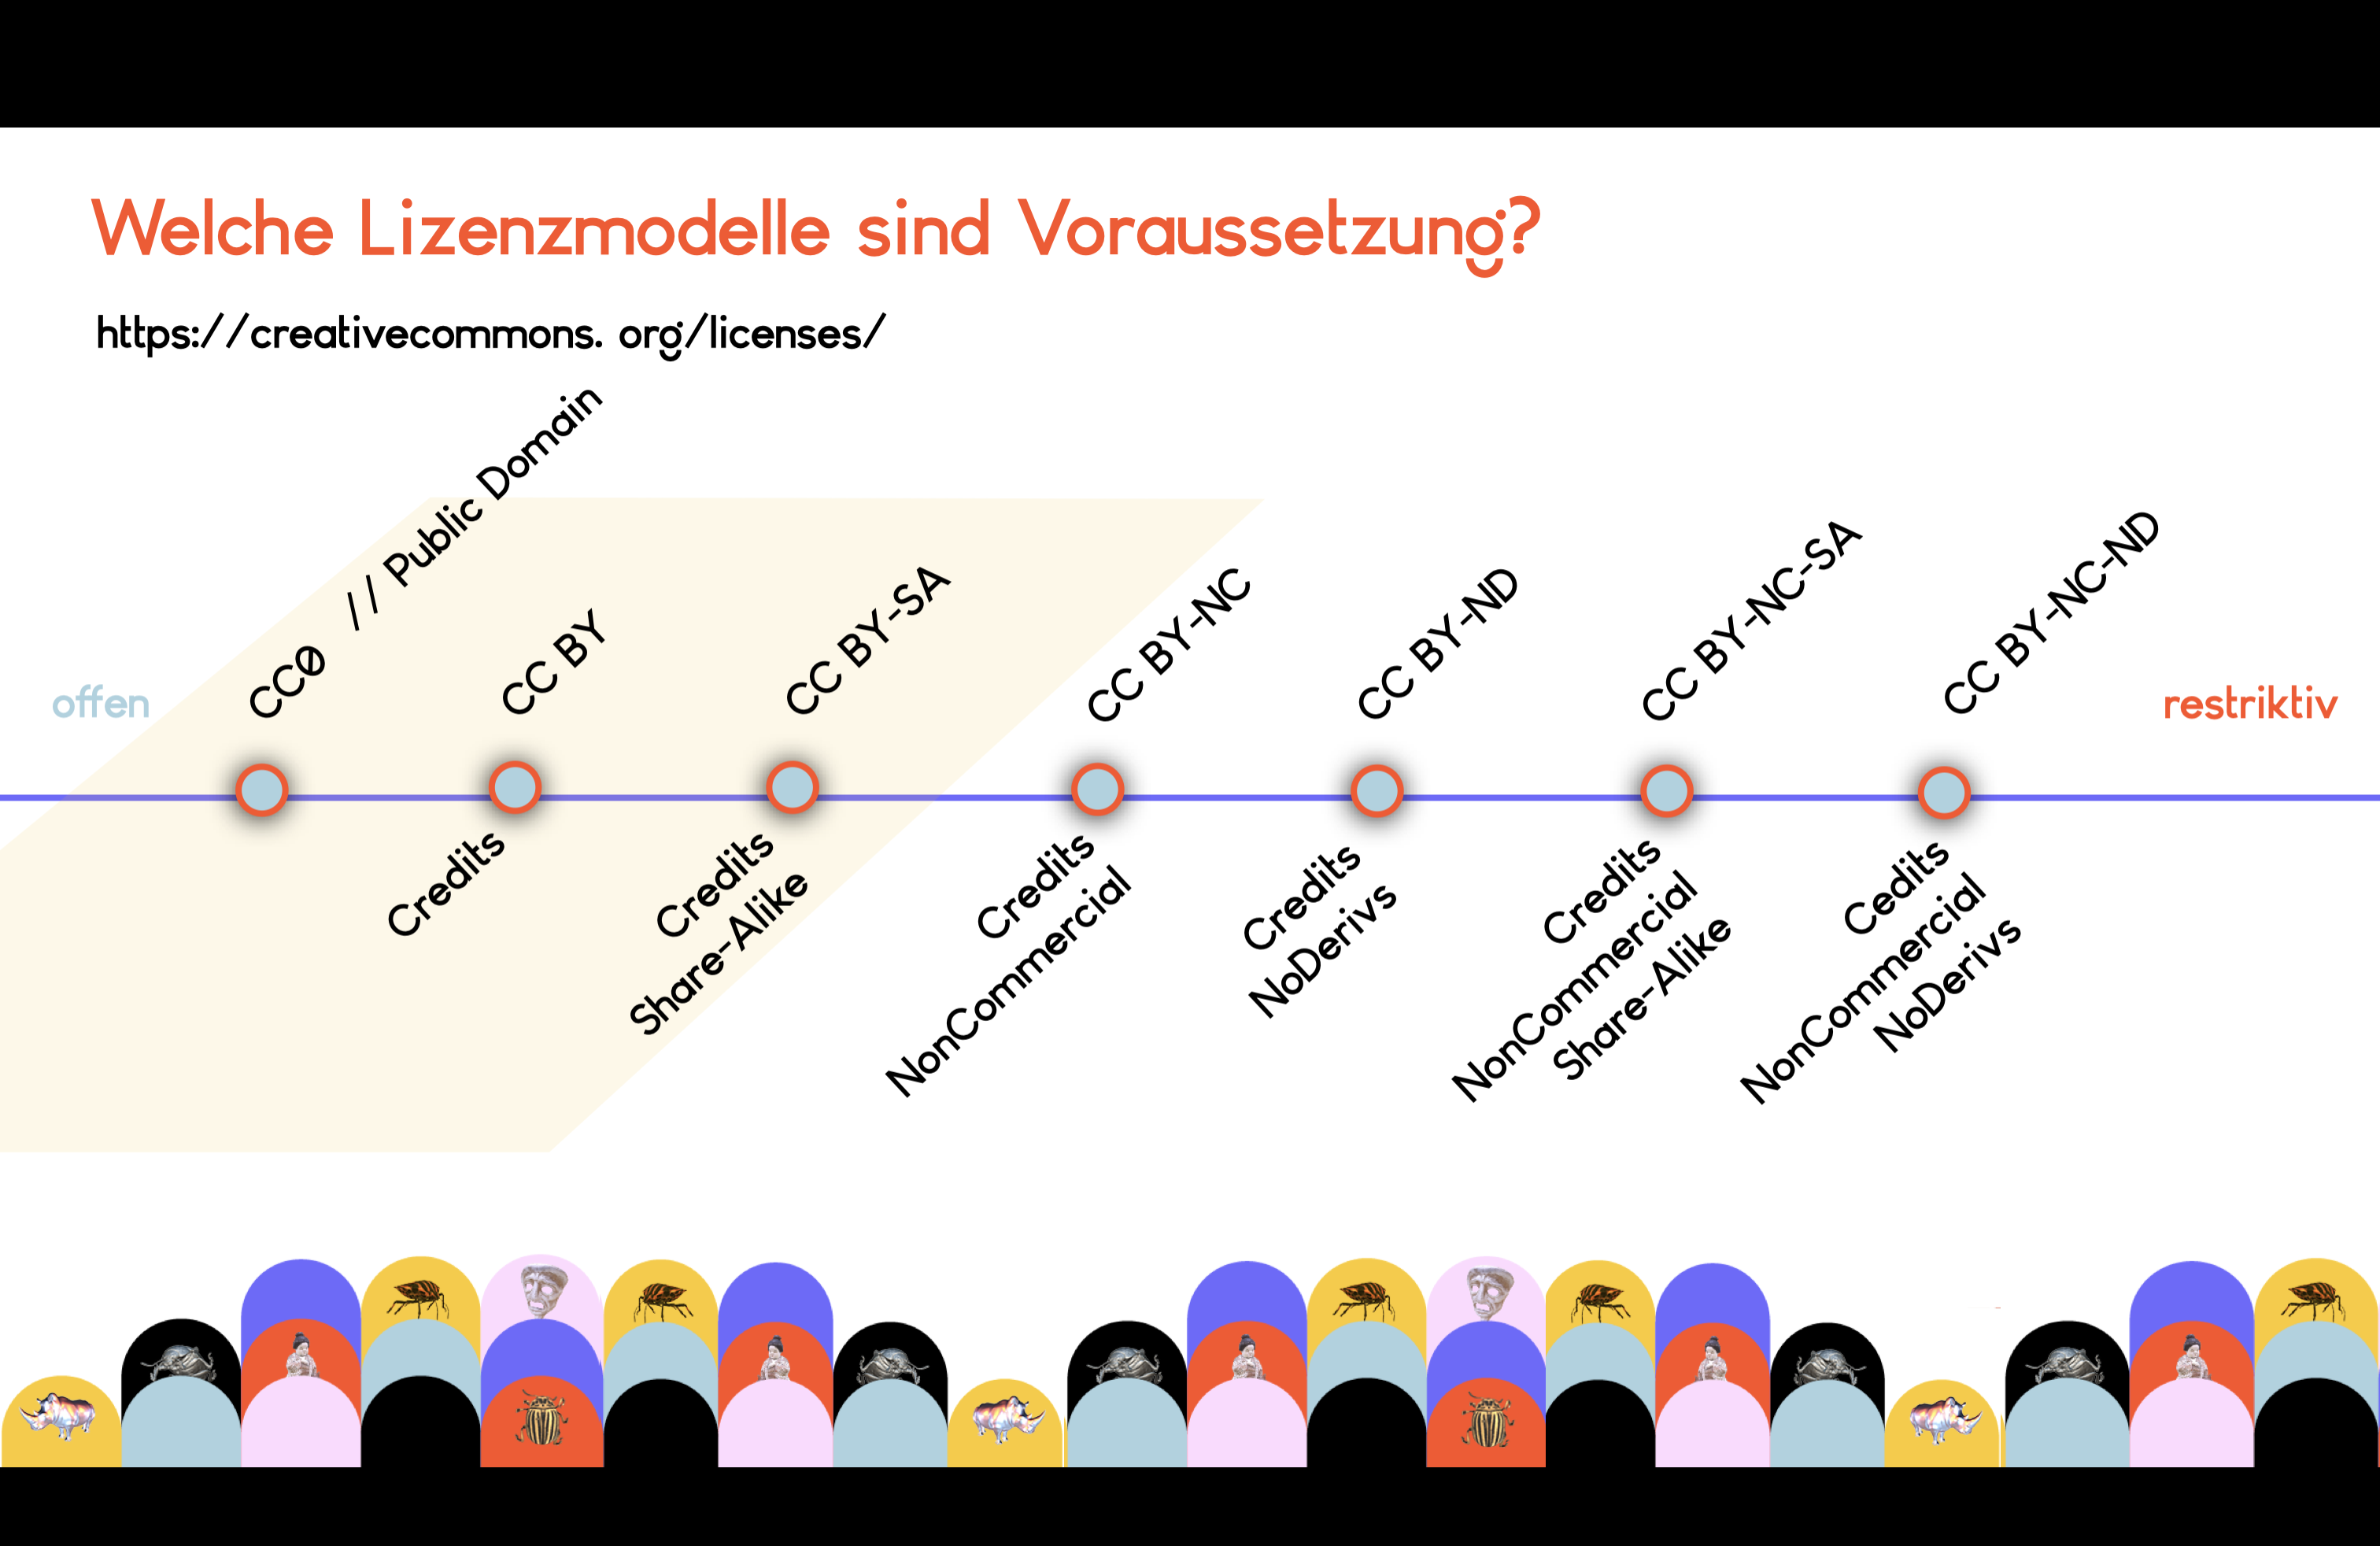 Welche Lizenzmodelle sind Voraussetzung?
https://creativecommons. org/licenses/
offen
CC0 // Public Domain
CC BY
CC BY-SA
CC BY-NC
CC BY-ND
CC BY-NC-SA
CC BY-NC-ND
restriktiv
Credits
Credits
Share-Alike
Credits
NonCommercial
Credits
NoDerivs
Credits
NonCommercial
Share-Alike
Cedits
NonCommercial
NoDerivs